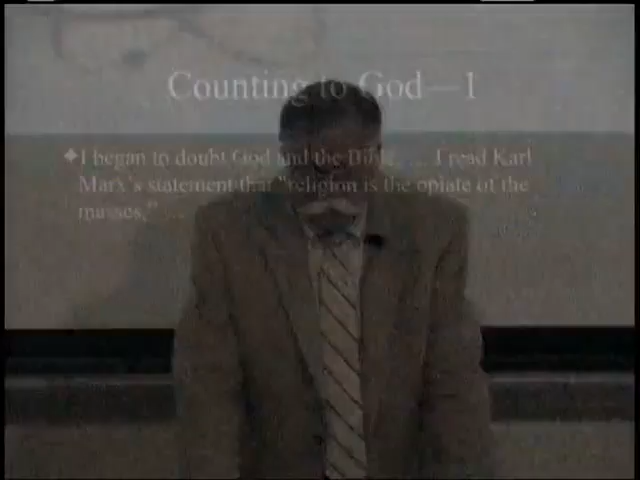 Counting to God—1
❖I began to doubt God and the Bible. … I read Karl
Marx's statement that "religion is the opiate of the
masses," …